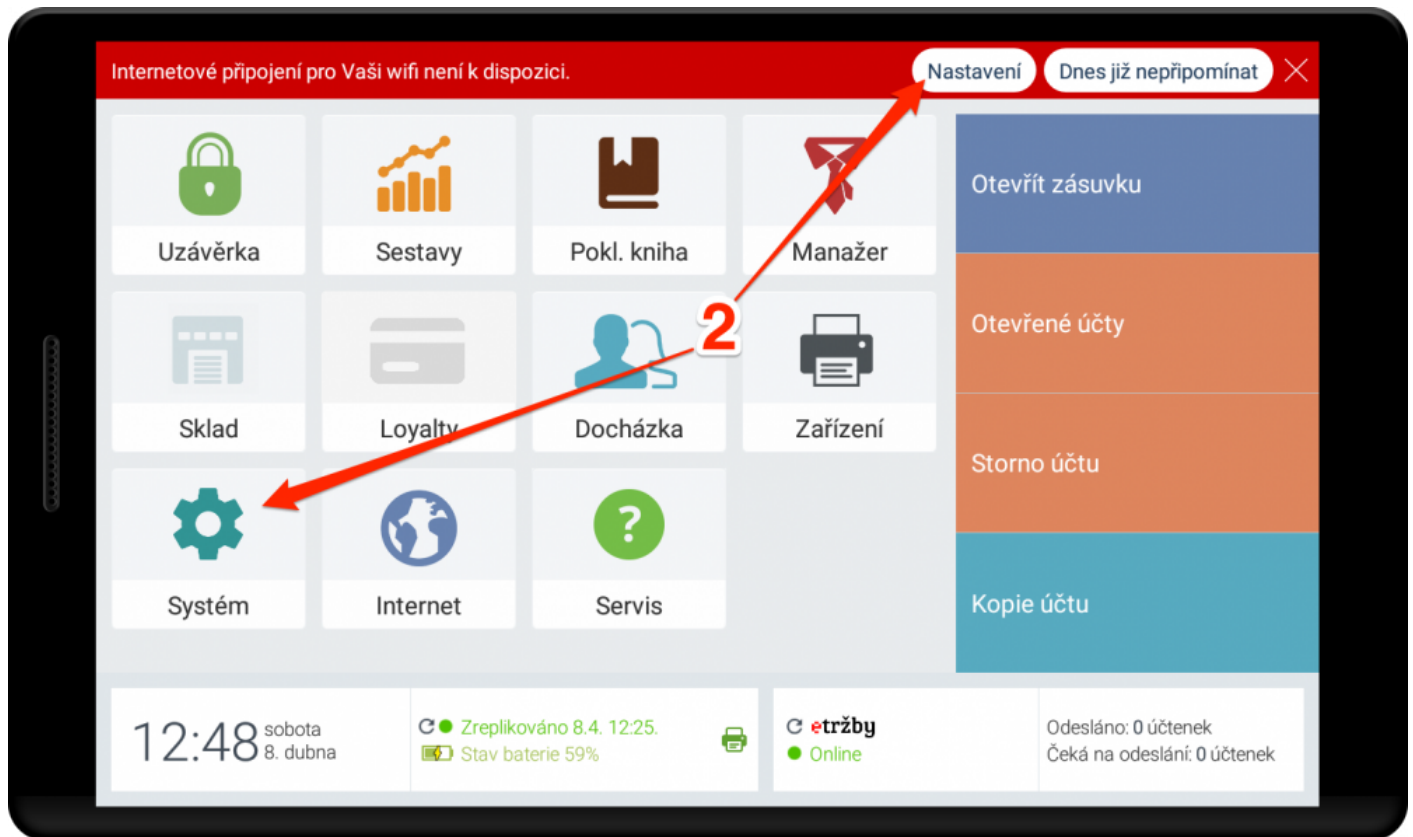 Internetové připojení pro Vaši wifi není k dispozici.
Nastavení
Dnes již nepřipomínat
Uzávěrka
Sestavy
Pokl. kniha
Manažer
Otevřít zásuvku
2
Sklad
Loyalty
Docházka
Zařízení
Otevřené účty
Storno účtu
Systém
Internet
?
Servis
Kopie účtu
12:48
sobota
8. dubna
Zreplikováno 8.4. 12:25.
Stav baterie 59%
etržby
Online
Odesláno: 0 účtenek
Čeká na odeslání: 0 účtenek